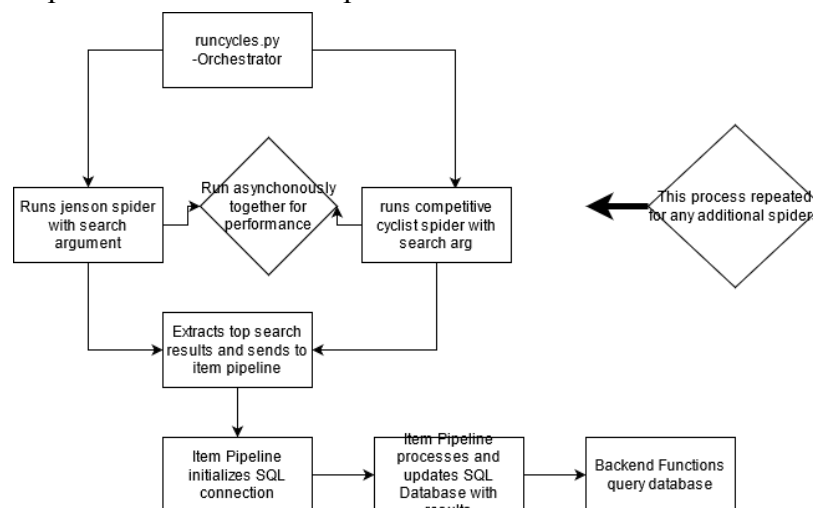 runcycles.py
-Orchestrator
Run asynchonously
together for
performance
This process repeated
for any additional spider
Runs jenson spider
with search
argument
runs competitive
cyclist spider with
search arg
Extracts top search
results and sends to
item pipeline
Item Pipeline
initializes SQL
connection
Item Pipeline
processes and
updates SQL
Database with
results
Backend Functions
query database